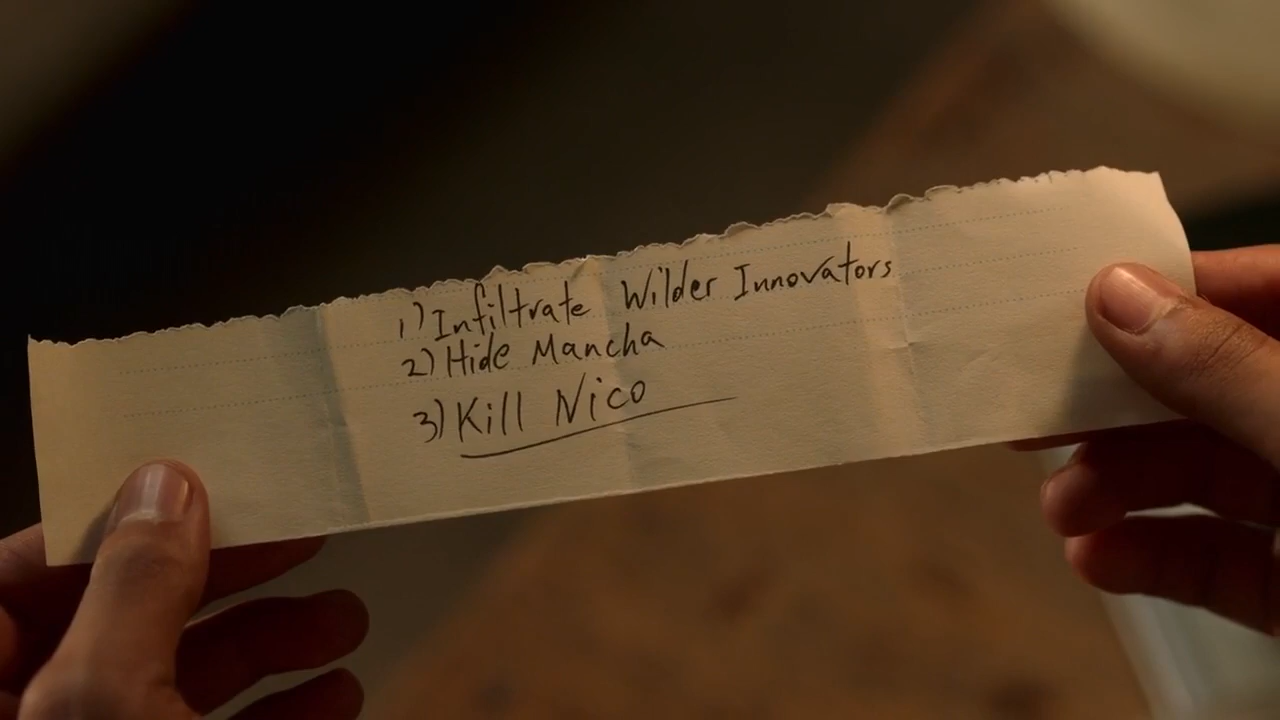 1) Infiltrate Wilder Innovators
2) Hide Mancha
3) Kill Nico